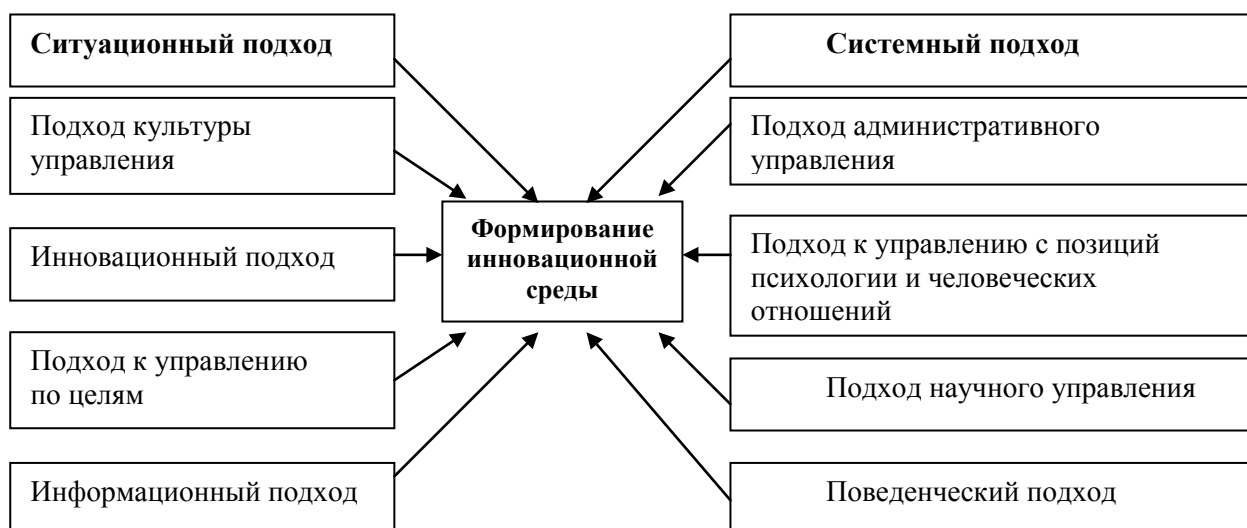 Ситуационный подход
Системный подход
Подход культуры
управления
Подход административного
управления
Формирование
инновационной
среды
Инновационный подход
Подход к управлению с позиций
психологии и человеческих
отношений
Подход к управлению
по целям
Подход научного управления
Информационный подход
Поведенческий подход